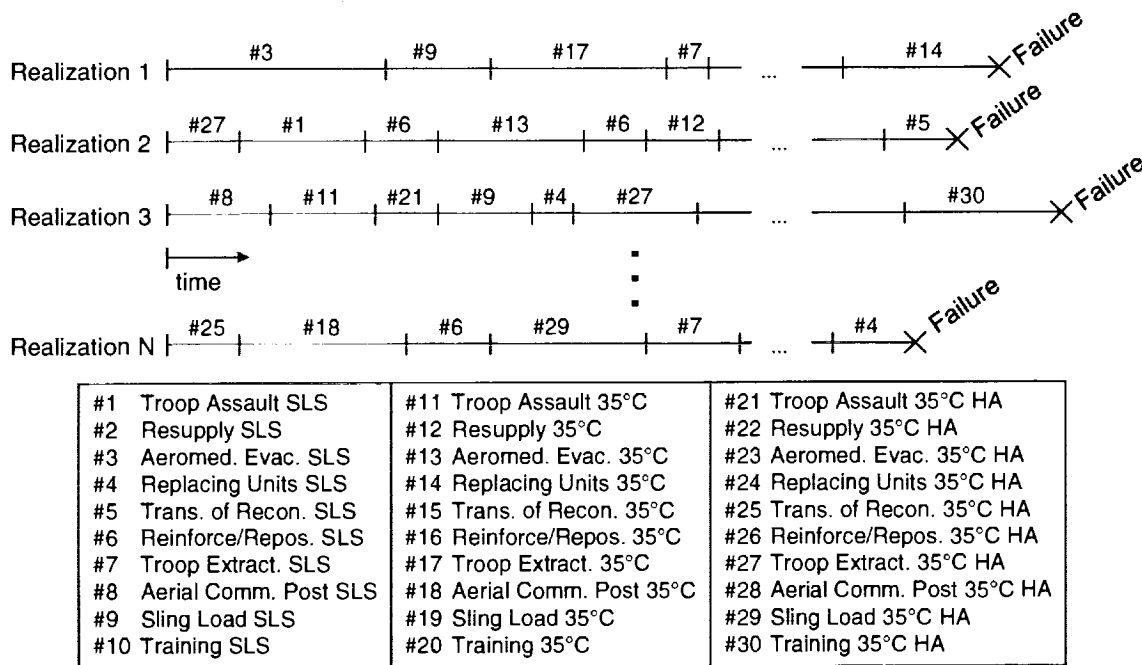 #3 #9 #17 #7 #14 Failure
Realization 1 ...
#27 #1 #6 #13 #6 #12 #5 Failure
Realization 2 ...
#8 #11 #21 #9 #4 #27 #30 Failure
Realization 3 ...
time
#25 #18 #6 #29 #7 #4 Failure
Realization N ...
#1 Troop Assault SLS
#2 Resupply SLS
#3 Aeromed. Evac. SLS
#4 Replacing Units SLS
#5 Trans. of Recon. SLS
#6 Reinforce/Repos. SLS
#7 Troop Extract. SLS
#8 Aerial Comm. Post SLS
#9 Sling Load SLS
#10 Training SLS
#11 Troop Assault 35°C
#12 Resupply 35°C
#13 Aeromed. Evac. 35°C
#14 Replacing Units 35°C
#15 Trans. of Recon. 35°C
#16 Reinforce/Repos. 35°C
#17 Troop Extract. 35°C
#18 Aerial Comm. Post 35°C
#19 Sling Load 35°C
#20 Training 35°C
#21 Troop Assault 35°C HA
#22 Resupply 35°C HA
#23 Aeromed. Evac. 35°C HA
#24 Replacing Units 35°C HA
#25 Trans. of Recon. 35°C HA
#26 Reinforce/Repos. 35°C HA
#27 Troop Extract. 35°C HA
#28 Aerial Comm. Post 35°C HA
#29 Sling Load 35°C HA
#30 Training 35°C HA